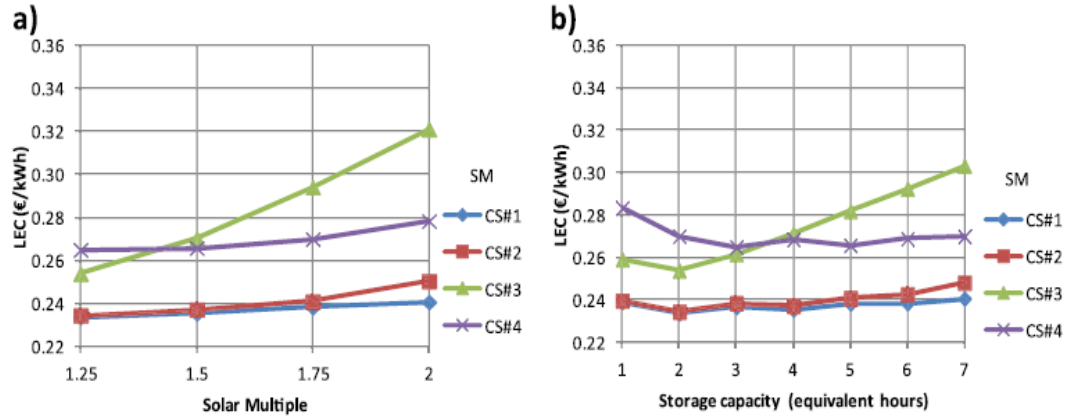 a)
0.36
0.34
0.32
0.30
0.28
0.26
0.24
0.22
LEC (€/kWh)
1.25 1.5 1.75 2
Solar Multiple
SM
CS#1
CS#2
CS#3
CS#4
b)
0.36
0.34
0.32
0.30
0.28
0.26
0.24
0.22
LEC (€/kWh)
1 2 3 4 5 6 7
Storage capacity (equivalent hours)
SM
CS#1
CS#2
CS#3
CS#4